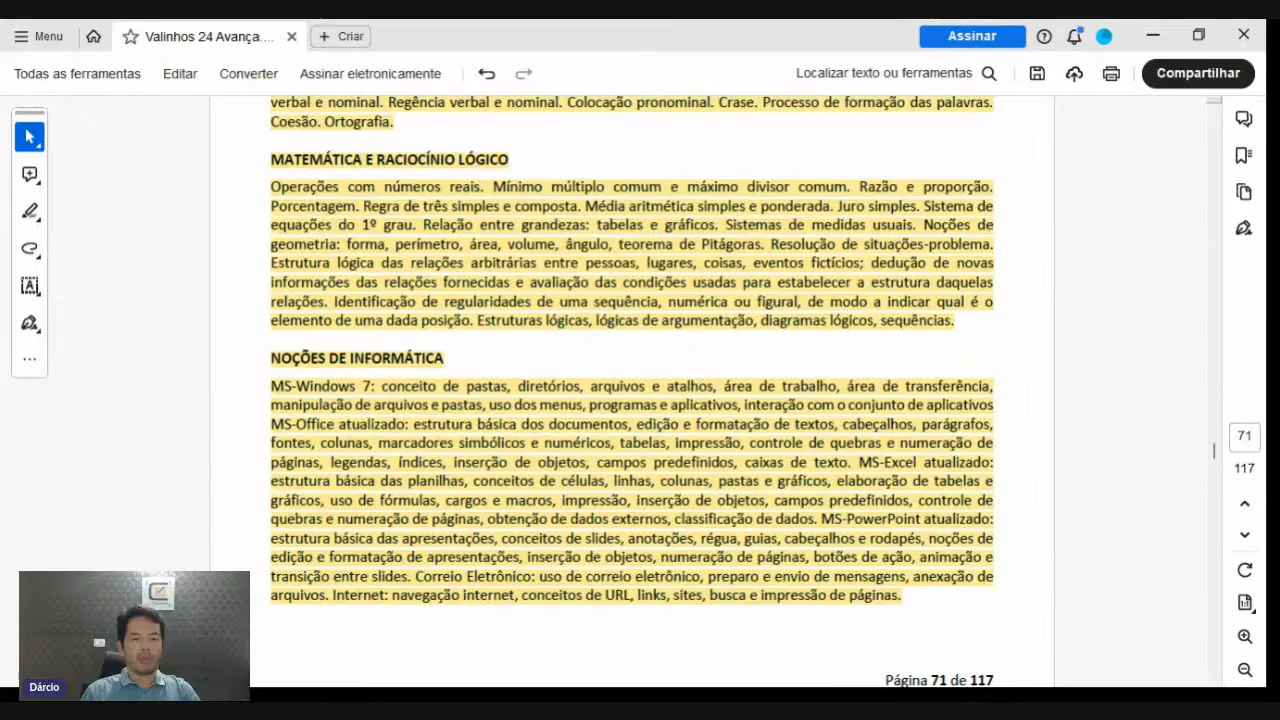 Menu
Valinhos 24 Avança....
Criar
Assinar
Todas as ferramentas
Editar
Converter
Assinar eletronicamente
Localizar texto ou ferramentas
Compartilhar
verbal e nominal. Regência verbal e nominal. Colocação pronominal. Crase. Processo de formação das palavras.
Coesão. Ortografia.
MATEMÁTICA E RACIOCÍNIO LÓGICO
Operações com números reais. Mínimo múltiplo comum e máximo divisor comum. Razão e proporção.
Porcentagem. Regra de três simples e composta. Média aritmética simples e ponderada. Juro simples. Sistema de
equações do 1º grau. Relação entre grandezas: tabelas e gráficos. Sistemas de medidas usuais. Noções de
geometria: forma, perímetro, área, volume, ângulo, teorema de Pitágoras. Resolução de situações-problema.
Estrutura lógica das relações arbitrárias entre pessoas, lugares, coisas, eventos fictícios; dedução de novas
informações das relações fornecidas e avaliação das condições usadas para estabelecer a estrutura daquelas
relações. Identificação de regularidades de uma sequência, numérica ou figural, de modo a indicar qual é o
elemento de uma dada posição. Estruturas lógicas, lógicas de argumentação, diagramas lógicos, sequências.
NOÇÕES DE INFORMÁTICA
MS-Windows 7: conceito de pastas, diretórios, arquivos e atalhos, área de trabalho, área de transferência,
manipulação de arquivos e pastas, uso dos menus, programas e aplicativos, interação com o conjunto de aplicativos
MS-Office atualizado: estrutura básica dos documentos, edição e formatação de textos, cabeçalhos, parágrafos,
fontes, colunas, marcadores simbólicos e numéricos, tabelas, impressão, controle de quebras e numeração de
páginas, legendas, índices, inserção de objetos, campos predefinidos, caixas de texto. MS-Excel atualizado:
estrutura básica das planilhas, conceitos de células, linhas, colunas, pastas e gráficos, elaboração de tabelas e
gráficos, uso de fórmulas, cargos e macros, impressão, inserção de objetos, campos predefinidos, controle de
quebras e numeração de páginas, obtenção de dados externos, classificação de dados. MS-PowerPoint atualizado:
estrutura básica das apresentações, conceitos de slides, anotações, régua, guias, cabeçalhos e rodapés, noções de
edição e formatação de apresentações, inserção de objetos, numeração de páginas, botões de ação, animação e
transição entre slides. Correio Eletrônico: uso de correio eletrônico, preparo e envio de mensagens, anexação de
arquivos. Internet: navegação internet, conceitos de URL, links, sites, busca e impressão de páginas.
Página 71 de 117
71
117
Dárcio